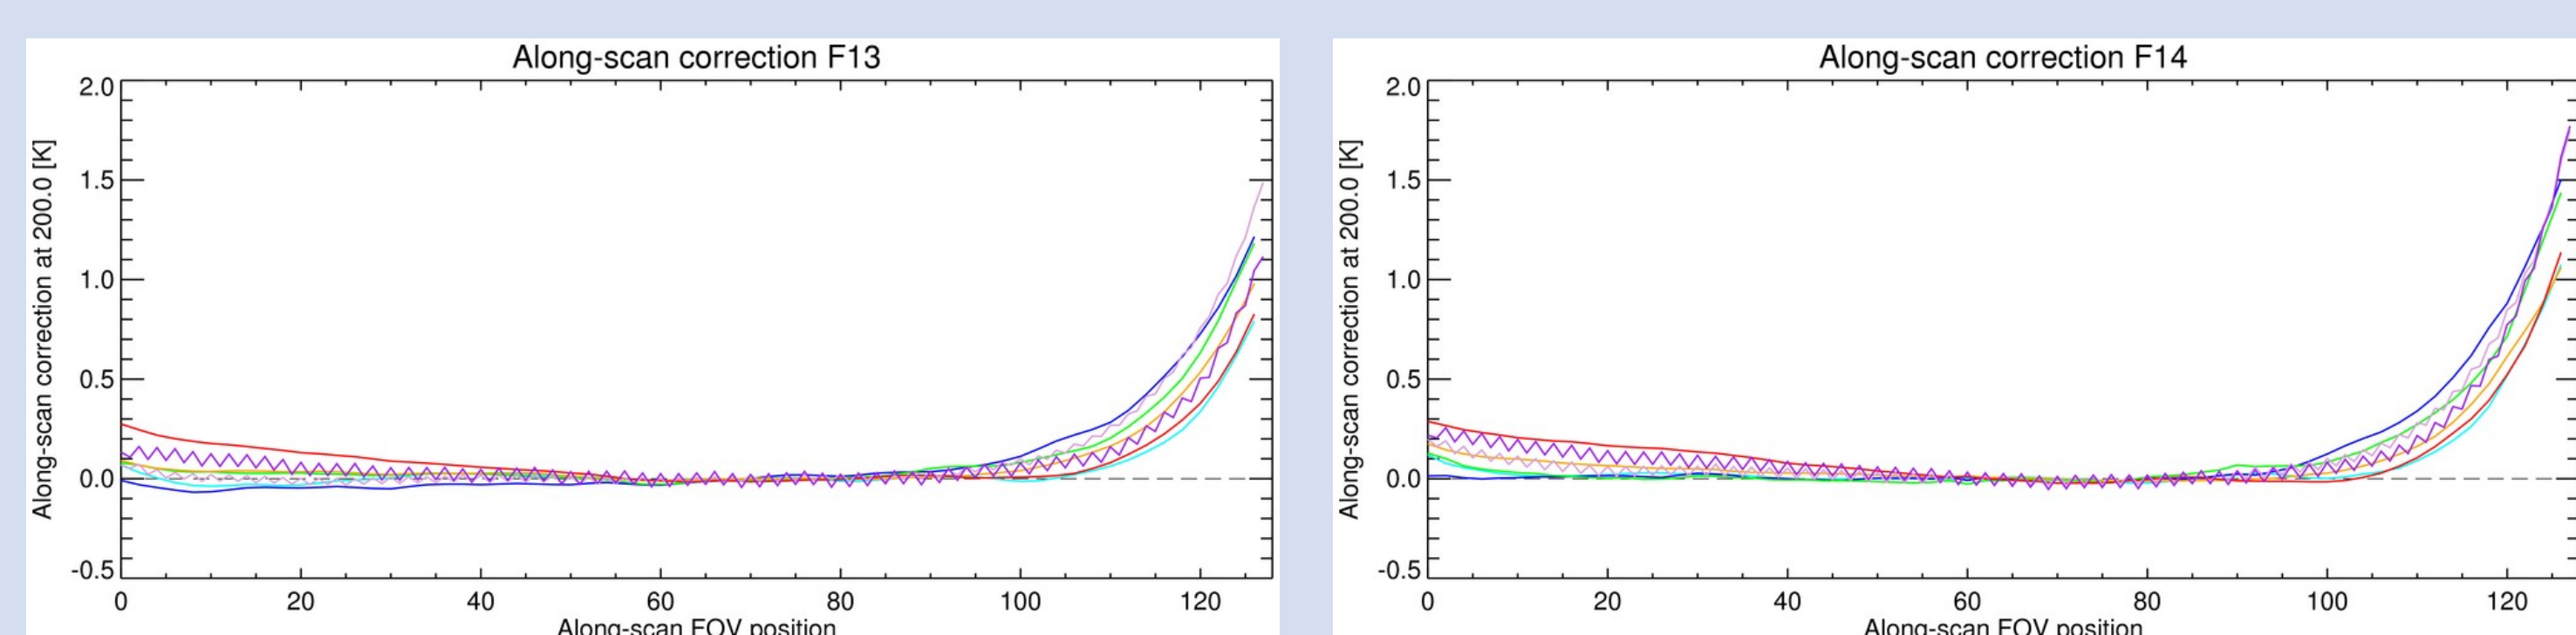 Along-scan correction F13
Along-scan correction at 200.0 [K]
2.0
1.5
1.0
0.5
0.0
-0.5
0 20 40 60 80 100 120
Along-scan FOV position
Along-scan correction F14
Along-scan correction at 200.0 [K]
2.0
1.5
1.0
0.5
0.0
-0.5
0 20 40 60 80 100 120
Along-scan FOV position